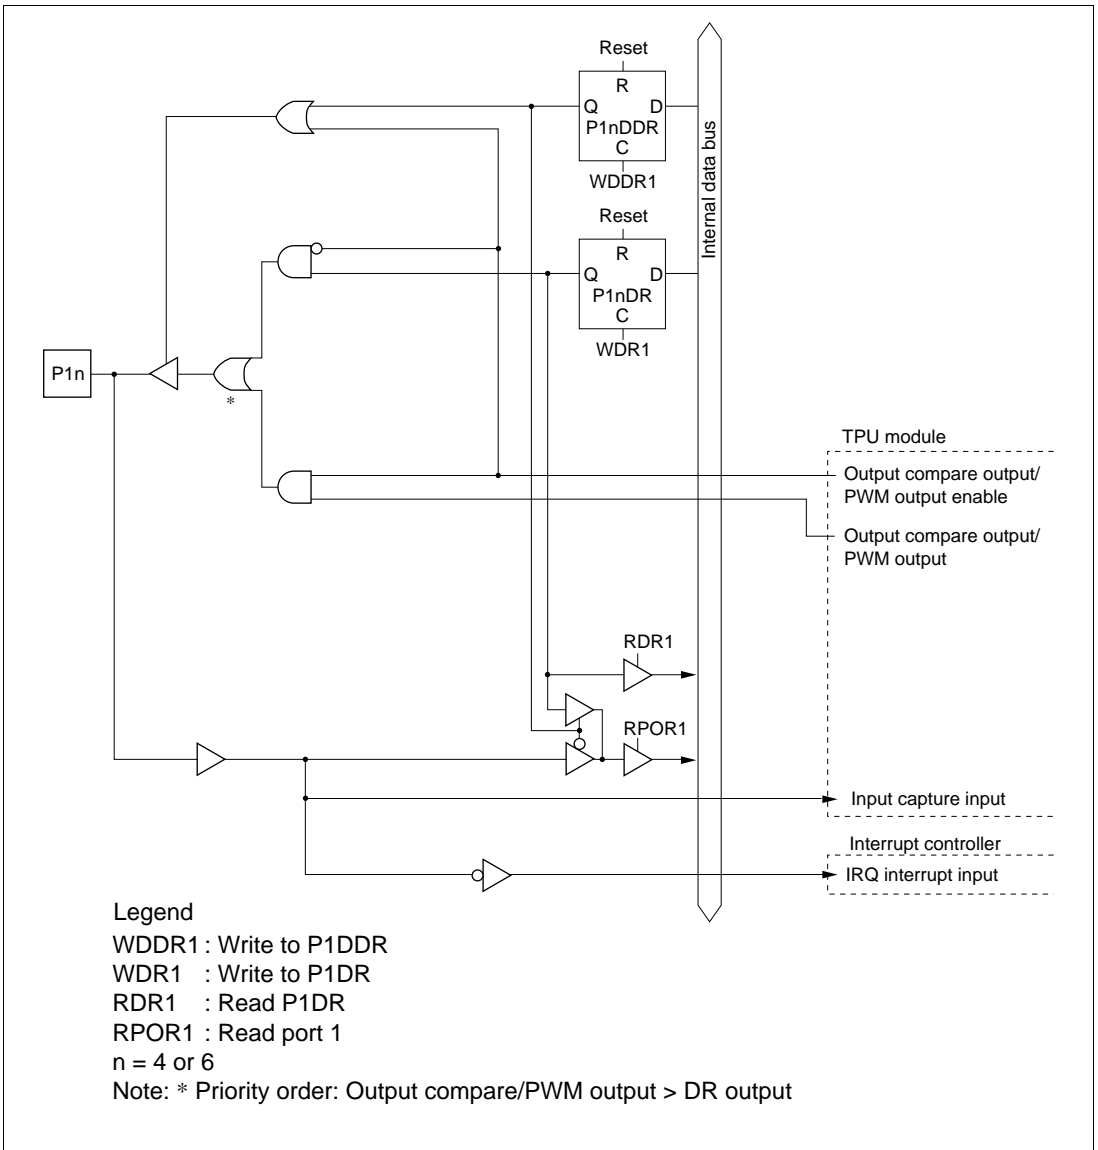 Reset
R
Q D
P1nDDR
C
WDDR1
Internal data bus
Reset
R
Q D
P1nDR
C
WDR1
P1n
*
TPU module
Output compare output/
PWM output enable
Output compare output/
PWM output
RDR1
RPOR1
Input capture input
Interrupt controller
IRQ interrupt input
Legend
WDDR1 : Write to P1DDR
WDR1 : Write to P1DR
RDR1 : Read P1DR
RPOR1 : Read port 1
n = 4 or 6
Note: * Priority order: Output compare/PWM output > DR output